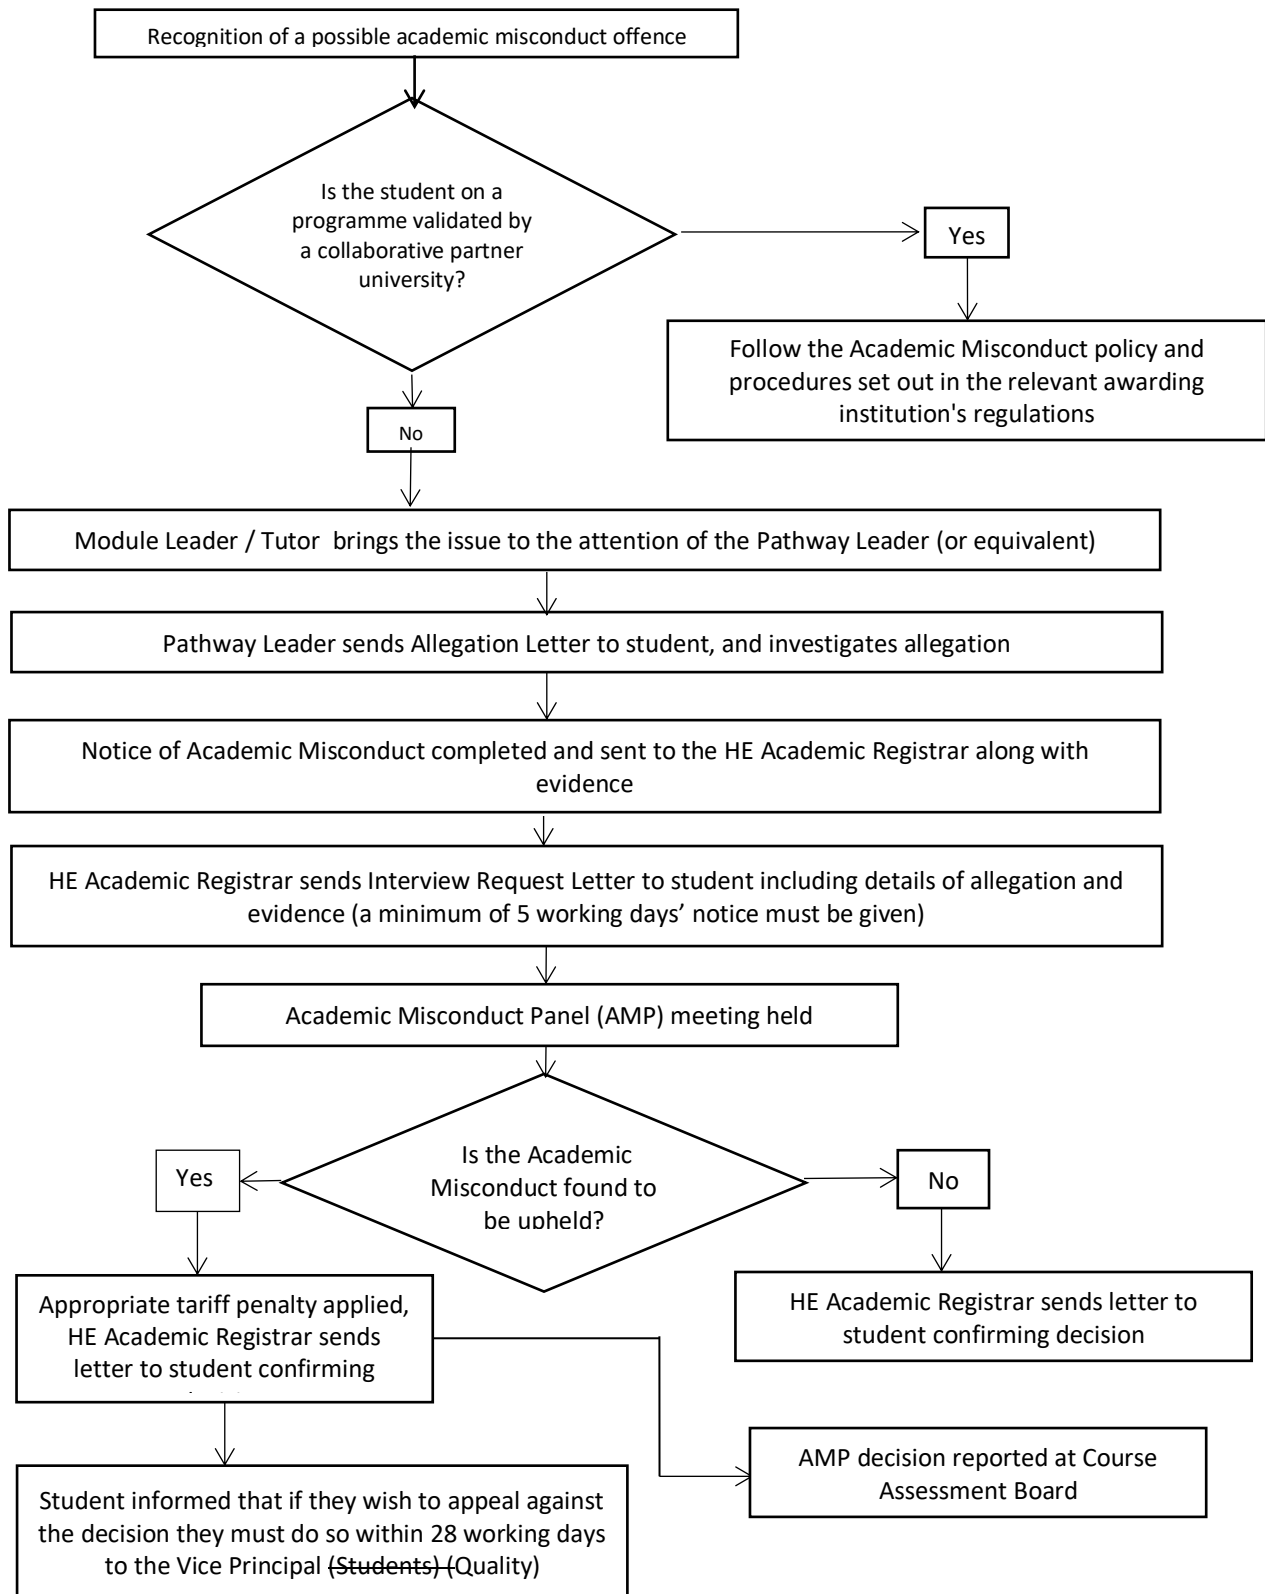 Recognition of a possible academic misconduct offence
Is the student on a
programme validated by
a collaborative partner
university?
Yes
Follow the Academic Misconduct policy and
procedures set out in the relevant awarding
institution's regulations
No
Module Leader / Tutor brings the issue to the attention of the Pathway Leader (or equivalent)
Pathway Leader sends Allegation Letter to student, and investigates allegation
Notice of Academic Misconduct completed and sent to the HE Academic Registrar along with
evidence
HE Academic Registrar sends Interview Request Letter to student including details of allegation and
evidence (a minimum of 5 working days’ notice must be given)
Academic Misconduct Panel (AMP) meeting held
Is the Academic
Misconduct found to
be upheld?
Yes
No
Appropriate tariff penalty applied,
HE Academic Registrar sends
letter to student confirming
HE Academic Registrar sends letter to
student confirming decision
AMP decision reported at Course
Assessment Board
Student informed that if they wish to appeal against
the decision they must do so within 28 working days
to the Vice Principal (Students) (Quality)